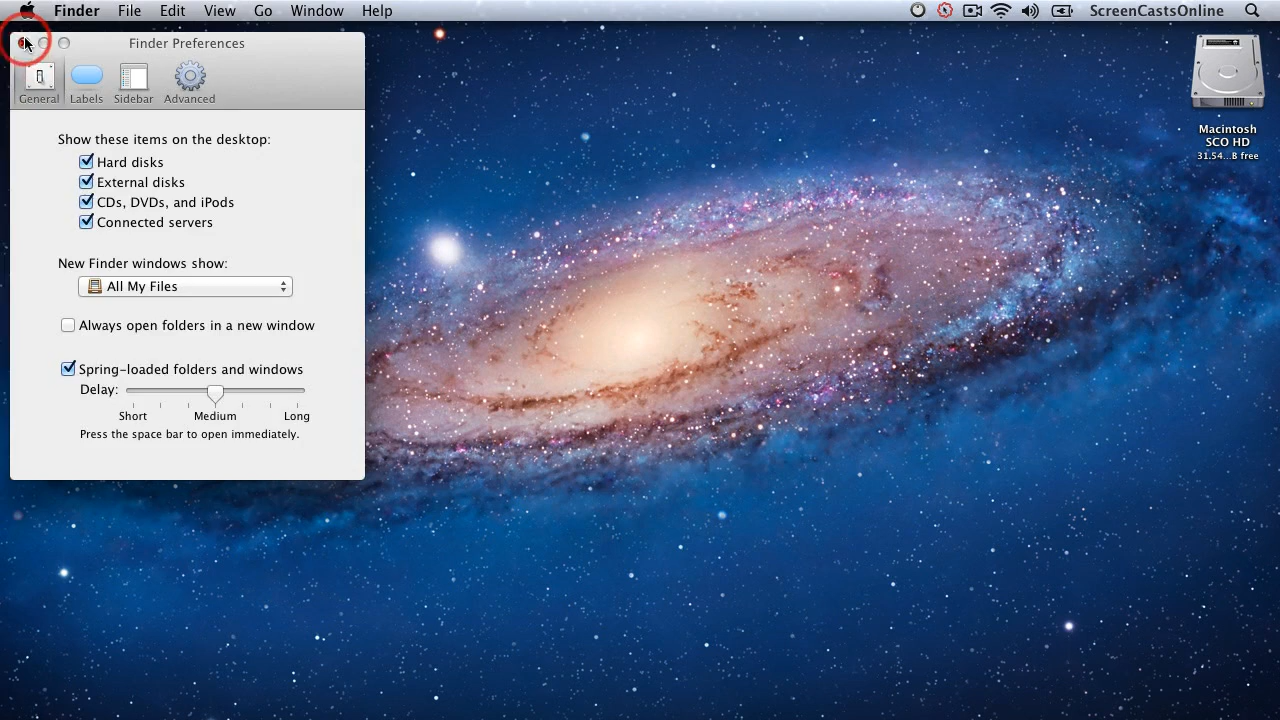 Finder File Edit View Go Window Help ScreenCastsOnline
Finder Preferences
General Labels Sidebar Advanced
Show these items on the desktop:
Hard disks
External disks
CDs, DVDs, and iPods
Connected servers
New Finder windows show:
All My Files
Always open folders in a new window
Spring-loaded folders and windows
Delay:
Short Medium Long
Press the space bar to open immediately.
Macintosh
SCO HD
31.54...B free